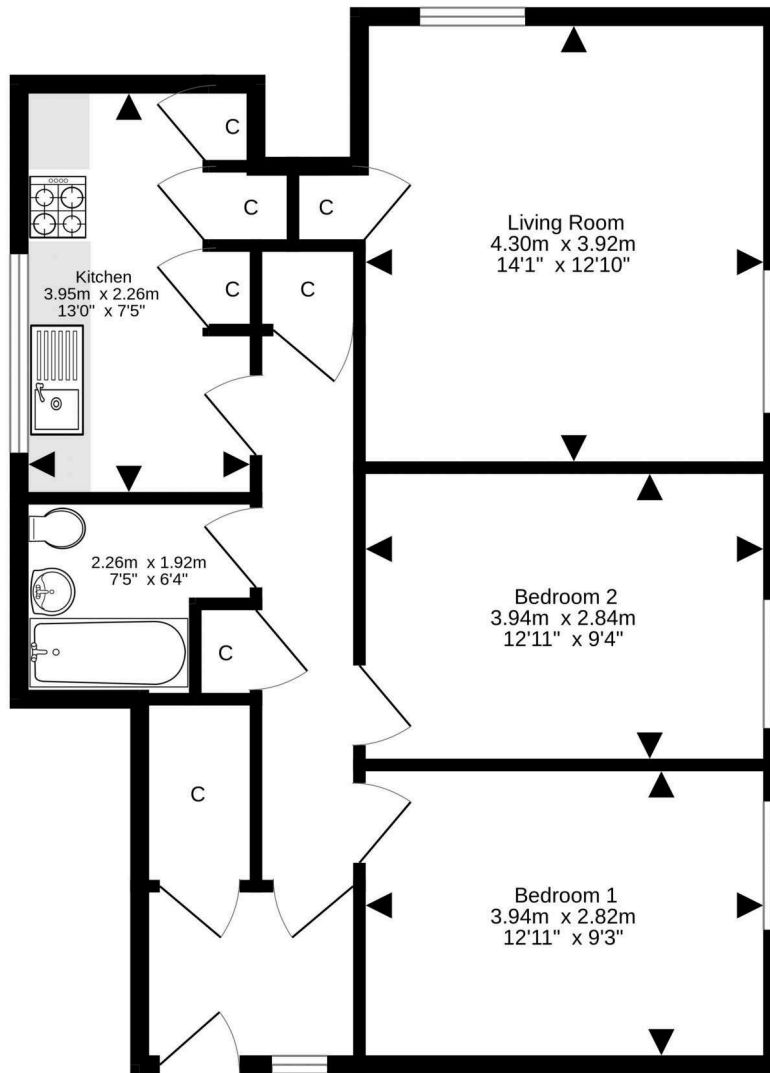 C
C
C
Living Room
4.30m x 3.92m
14'1" x 12'10"
Kitchen
3.95m x 2.26m
13'0" x 7'5"
C
C
2.26m x 1.92m
7'5" x 6'4"
Bedroom 2
3.94m x 2.84m
12'11" x 9'4"
C
C
Bedroom 1
3.94m x 2.82m
12'11" x 9'3"